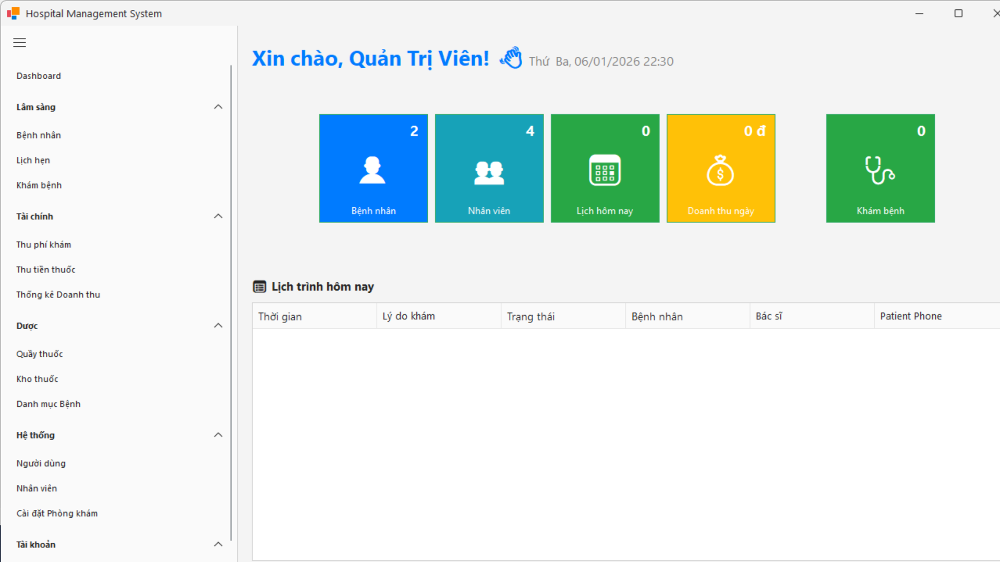 Hospital Management System
Dashboard
Lâm sàng
Bệnh nhân
Lịch hẹn
Khám bệnh
Tài chính
Thu phí khám
Thu tiền thuốc
Thống kê Doanh thu
Dược
Quầy thuốc
Kho thuốc
Danh mục Bệnh
Hệ thống
Người dùng
Nhân viên
Cài đặt Phòng khám
Tài khoản
Xin chào, Quản Trị Viên! Thứ Ba, 06/01/2026 22:30
2
Bệnh nhân
4
Nhân viên
0
Lịch hôm nay
0 đ
Doanh thu ngày
0
Khám bệnh
Lịch trình hôm nay
Thời gian Lý do khám Trạng thái Bệnh nhân Bác sĩ Patient Phone